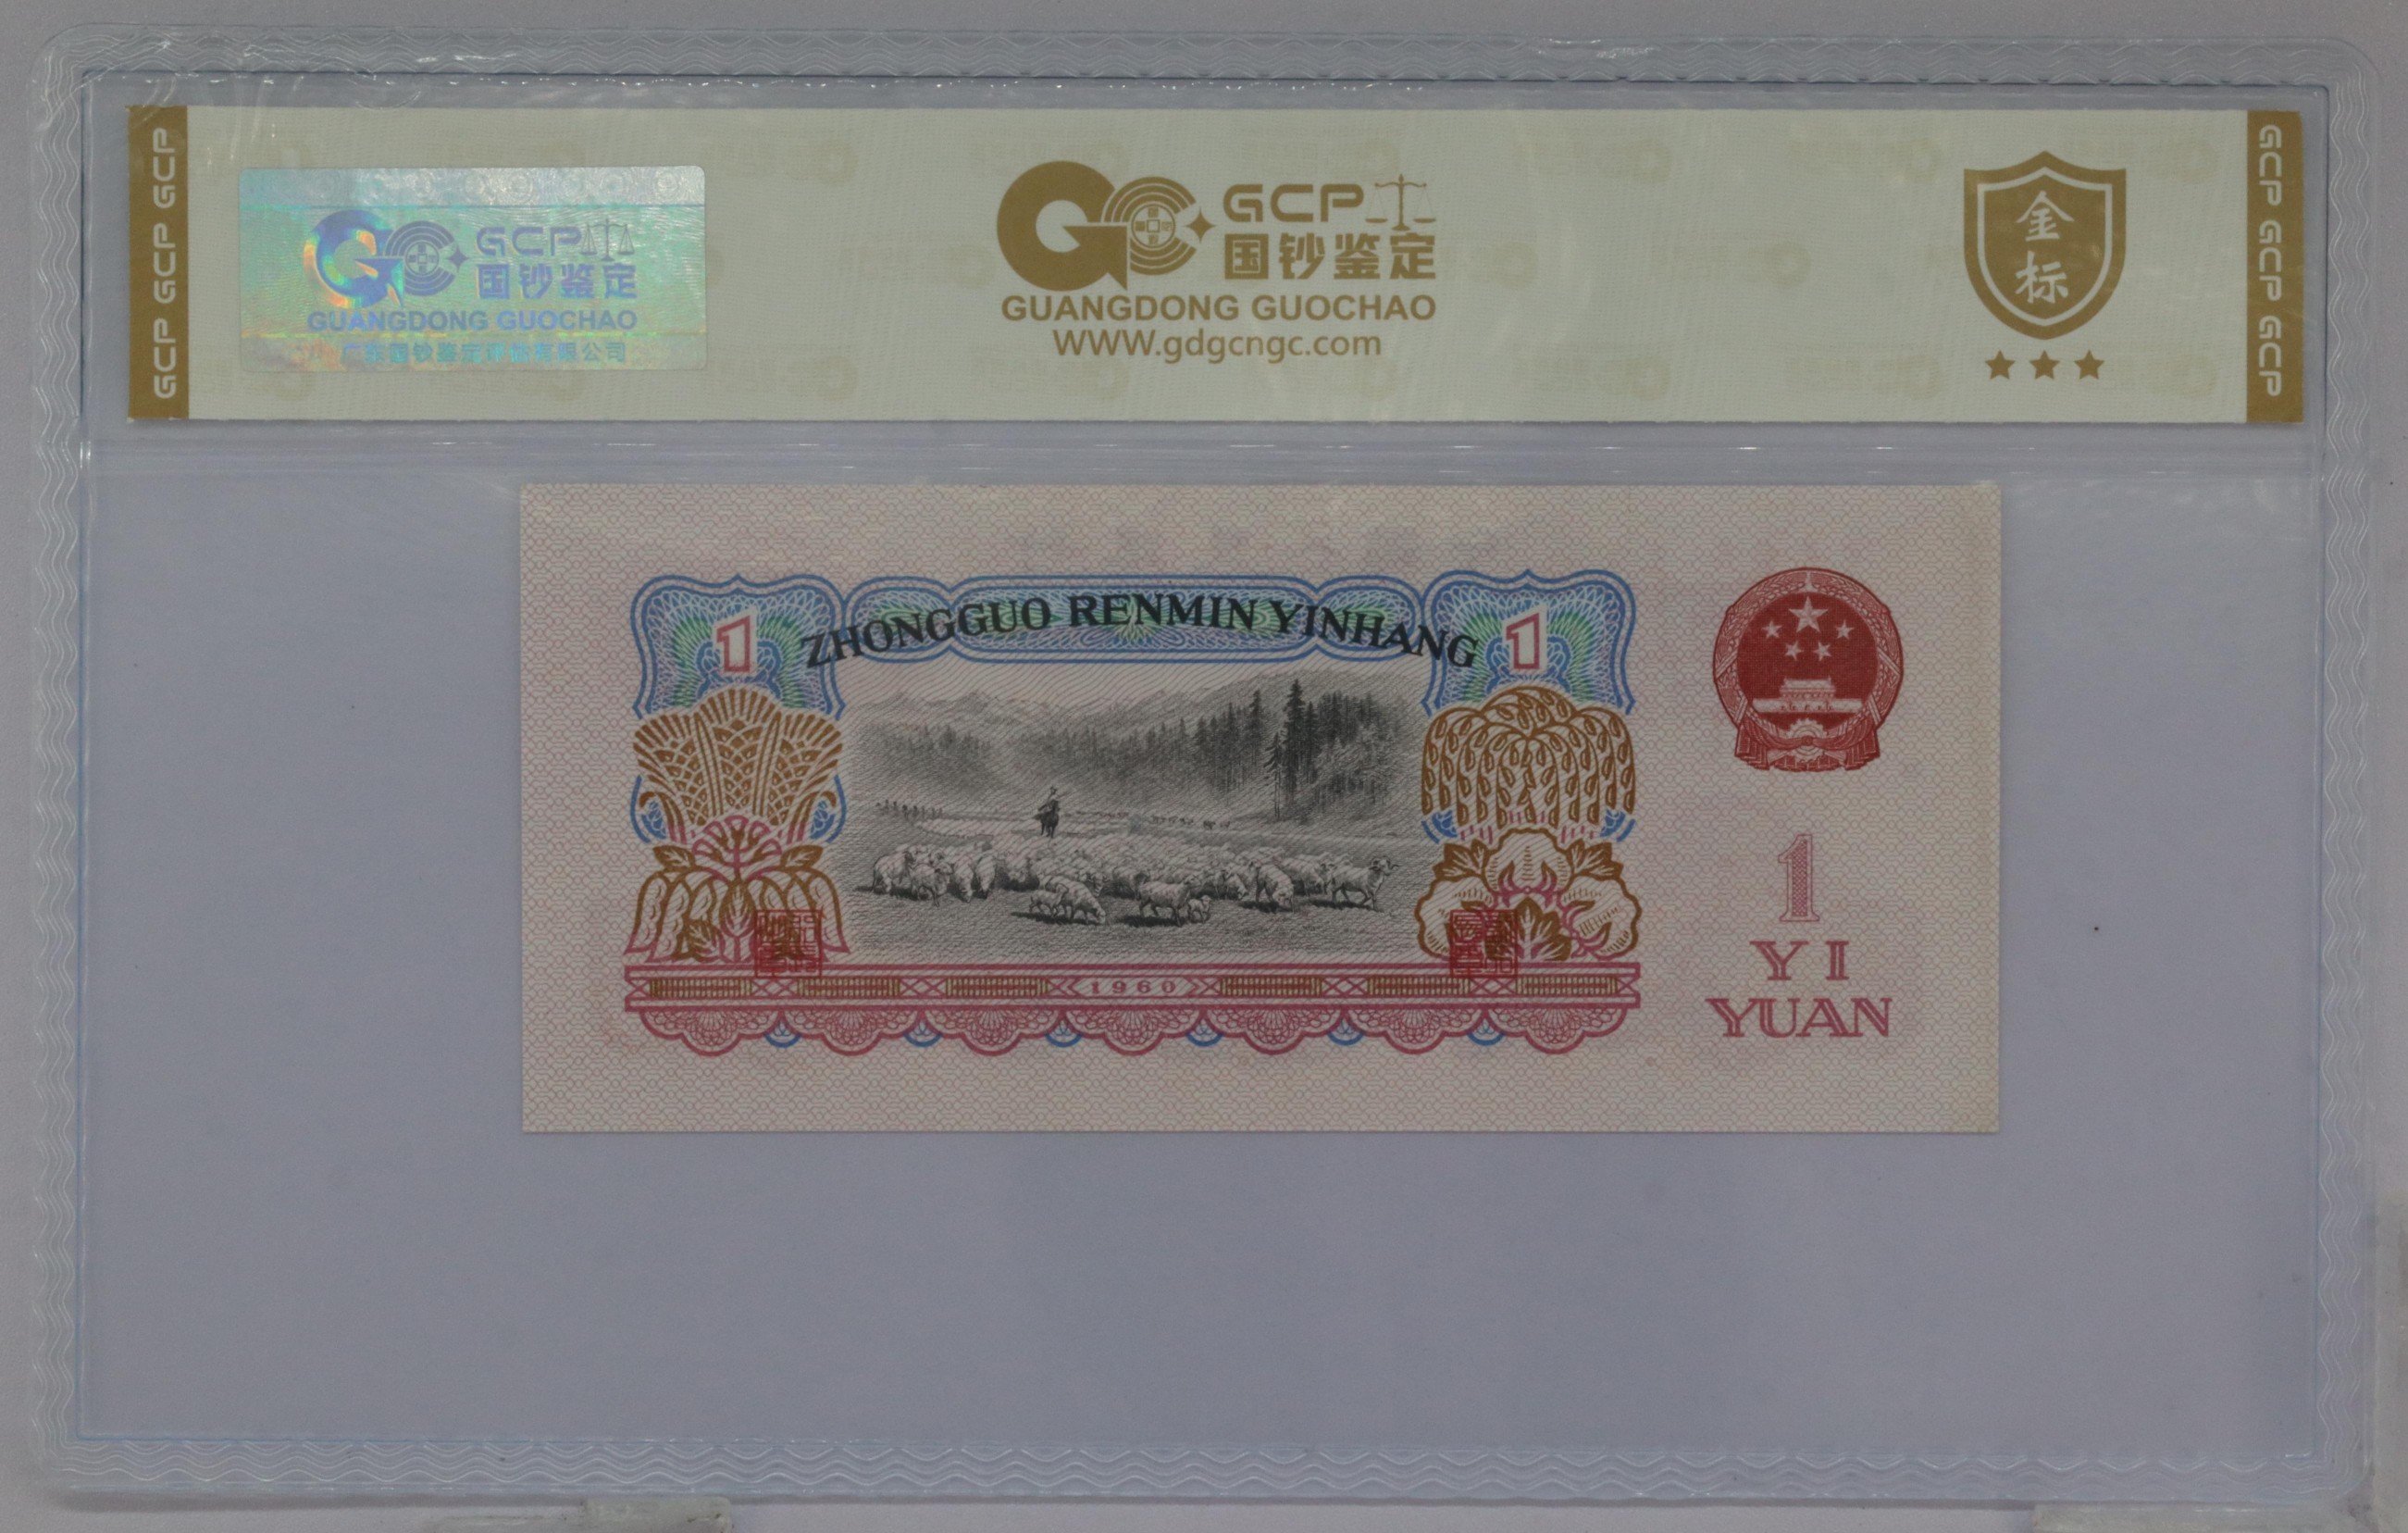 GCP GCP GCP
GCP
国钞鉴定
GUANGDONG GUOCHAO
广东国钞鉴定评估有限公司
GCP
国钞鉴定
GUANGDONG GUOCHAO
www.gdgcngc.com
金
标
GCP GCP GCP
1
ZHONGGUO RENMIN YINHANG
1
1960
1
YI
YUAN